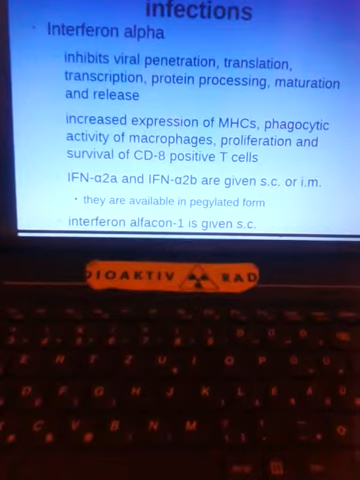 infections
Interferon alpha
inhibits viral penetration, translation,
transcription, protein processing, maturation
and release
increased expression of MHCs, phagocytic
activity of macrophages, proliferation and
survival of CD-8 positive T cells
IFN-α2a and IFN-α2b are given s.c. or i.m.
• they are available in pegylated form
interferon alfacon-1 is given s.c.
DIOAKTIV RAD
R T Z U I O P Ü
D F G H J K L Ä
C V B N M